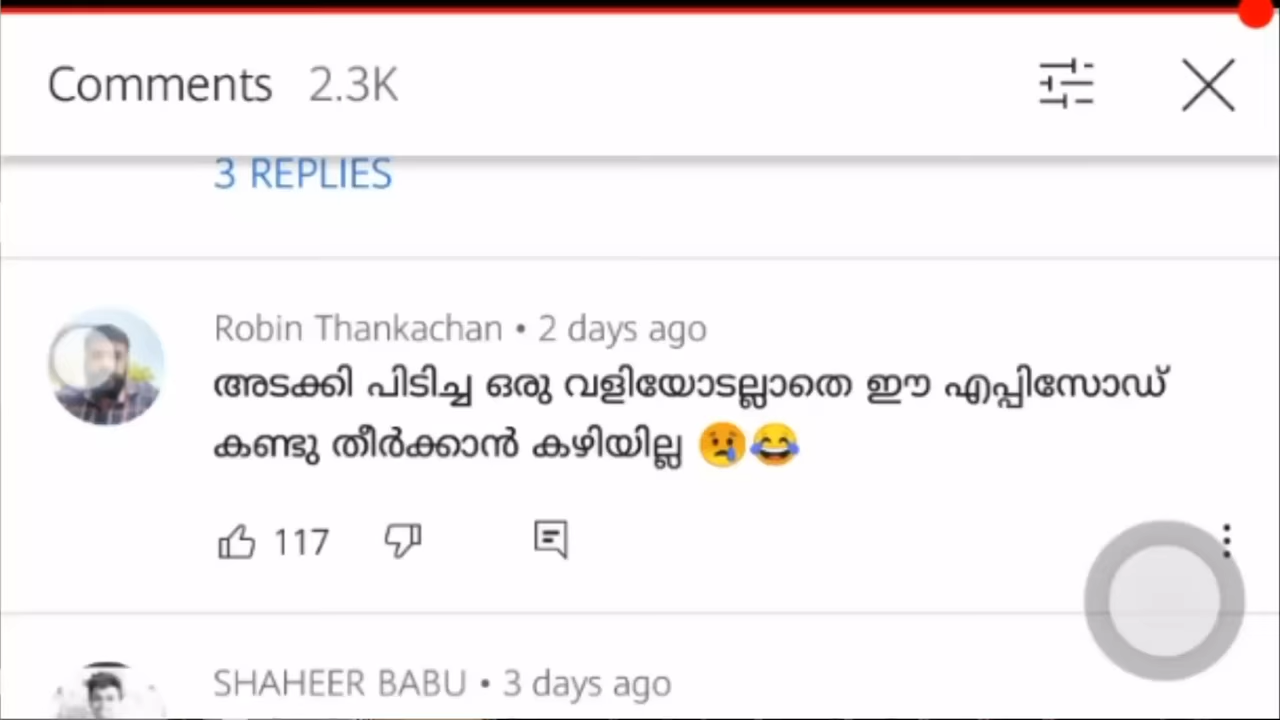 Comments 2.3K
3 REPLIES
Robin Thankachan • 2 days ago
അടക്കി പിടിച്ച ഒരു വളിയോടല്ലാതെ ഈ എപ്പിസോഡ്
കണ്ടു തീർക്കാൻ കഴിയില്ല 😢😂
117
SHAHEER BABU • 3 days ago